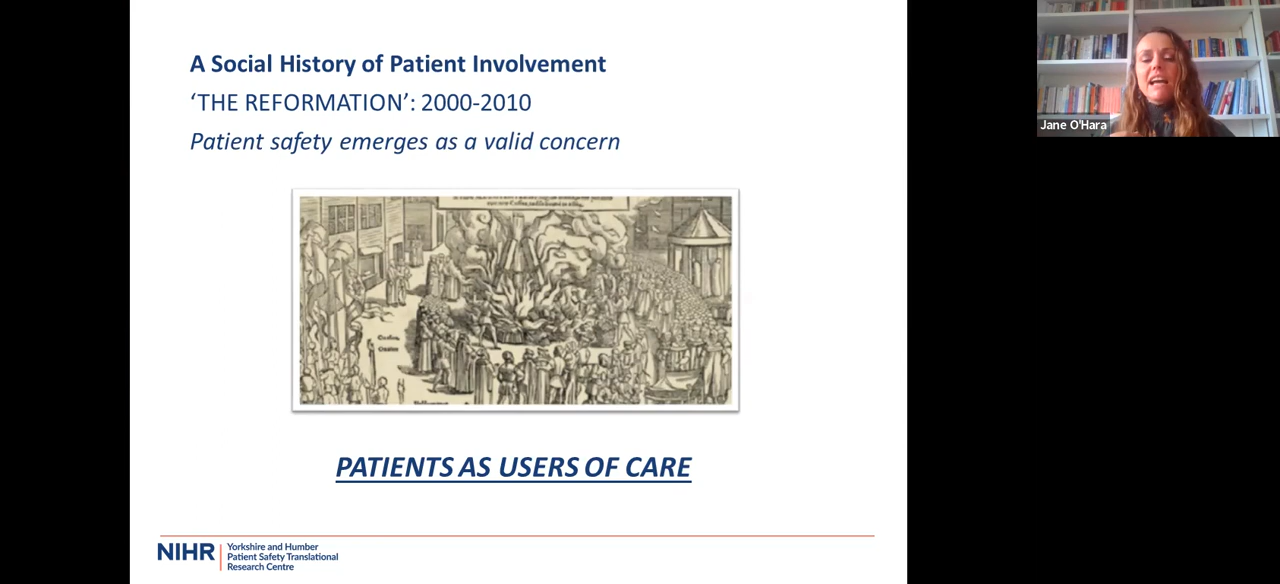 A Social History of Patient Involvement
‘THE REFORMATION’: 2000-2010
Patient safety emerges as a valid concern
PATIENTS AS USERS OF CARE
NIHR
Yorkshire and Humber
Patient Safety Translational
Research Centre
Jane O'Hara